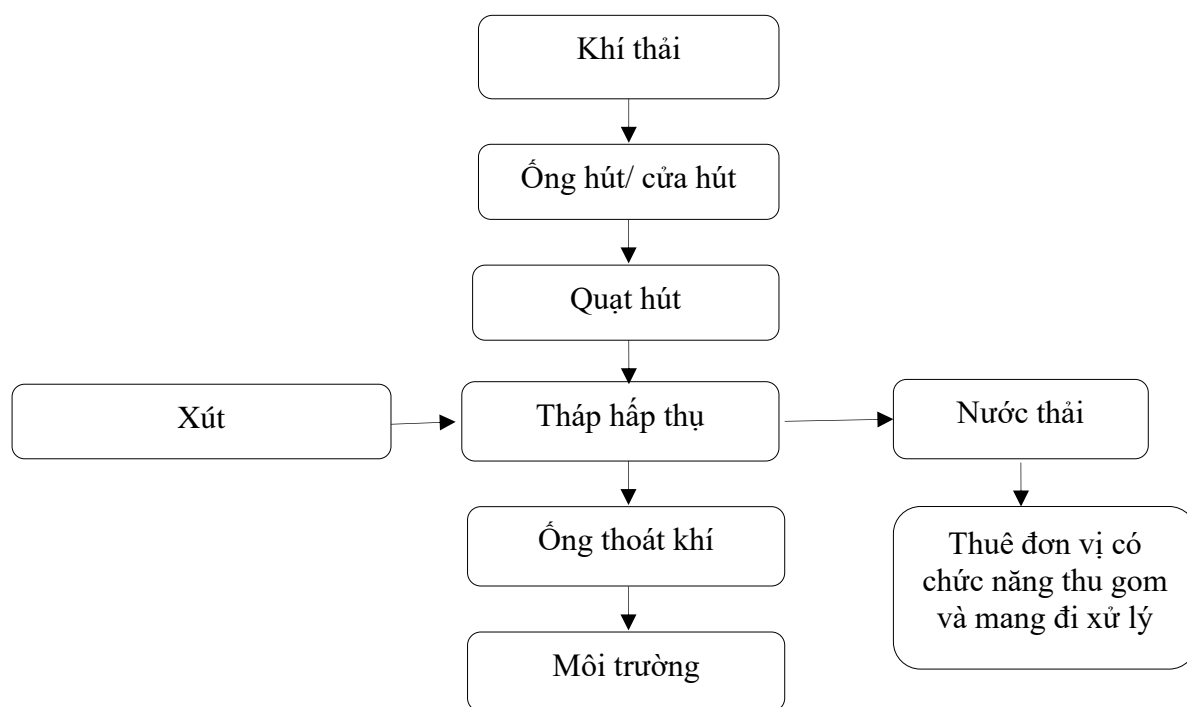 Khí thải
Ống hút/ cửa hút
Quạt hút
Xút
Tháp hấp thụ
Nước thải
Ống thoát khí
Thuê đơn vị có
chức năng thu gom
và mang đi xử lý
Môi trường